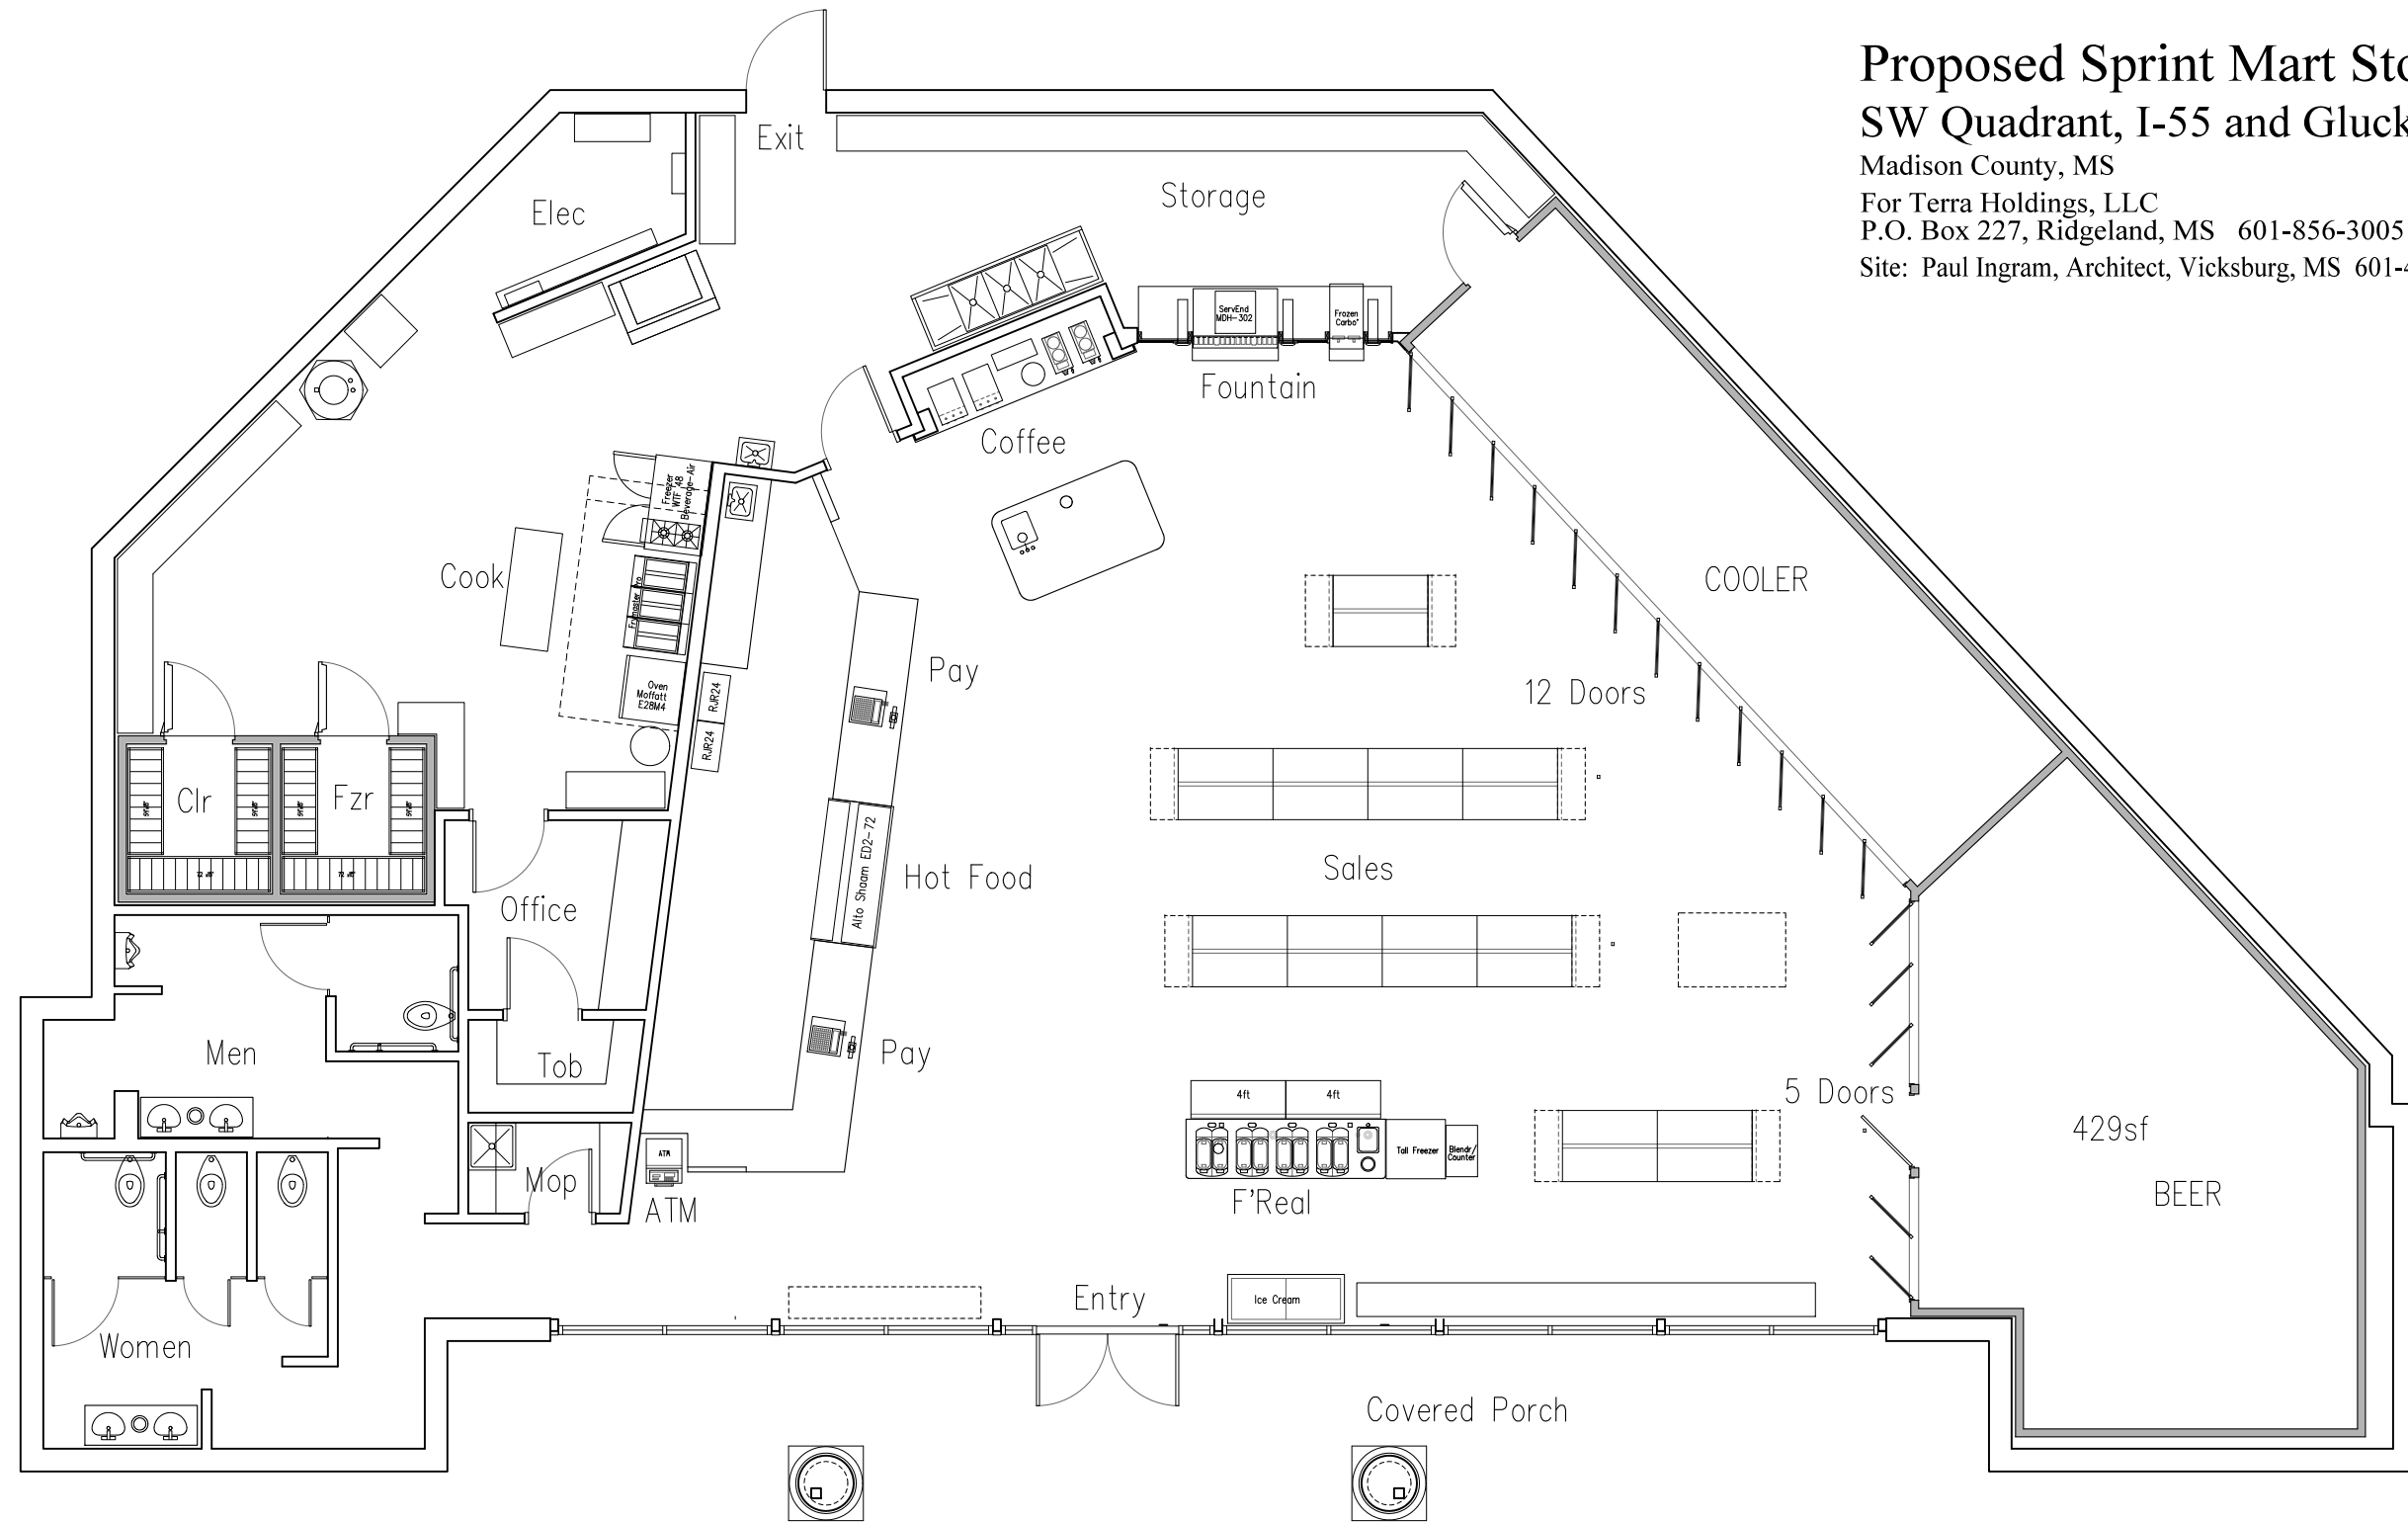 Proposed Sprint Mart Sto
SW Quadrant, I-55 and Gluck
Madison County, MS
For Terra Holdings, LLC
P.O. Box 227, Ridgeland, MS 601-856-3005
Site: Paul Ingram, Architect, Vicksburg, MS 601-4
Exit
Storage
Elec
ServEnd
MDH-302
Frozen
Carbo'
Fountain
Coffee
Freezer
WTF 48
Beverage-Air
COOLER
Cook
Pay
12 Doors
Oven
Moffatt
E28M4
RJR24
RJR24
Clr
Fzr
Alto Shaam ED2-72
Hot Food
Sales
Office
Men
Tob
Pay
5 Doors
4ft
4ft
429sf
Tall Freezer
Blendr/
Counter
ATM
Mop
ATM
F'Real
BEER
Entry
Ice Cream
Women
Covered Porch